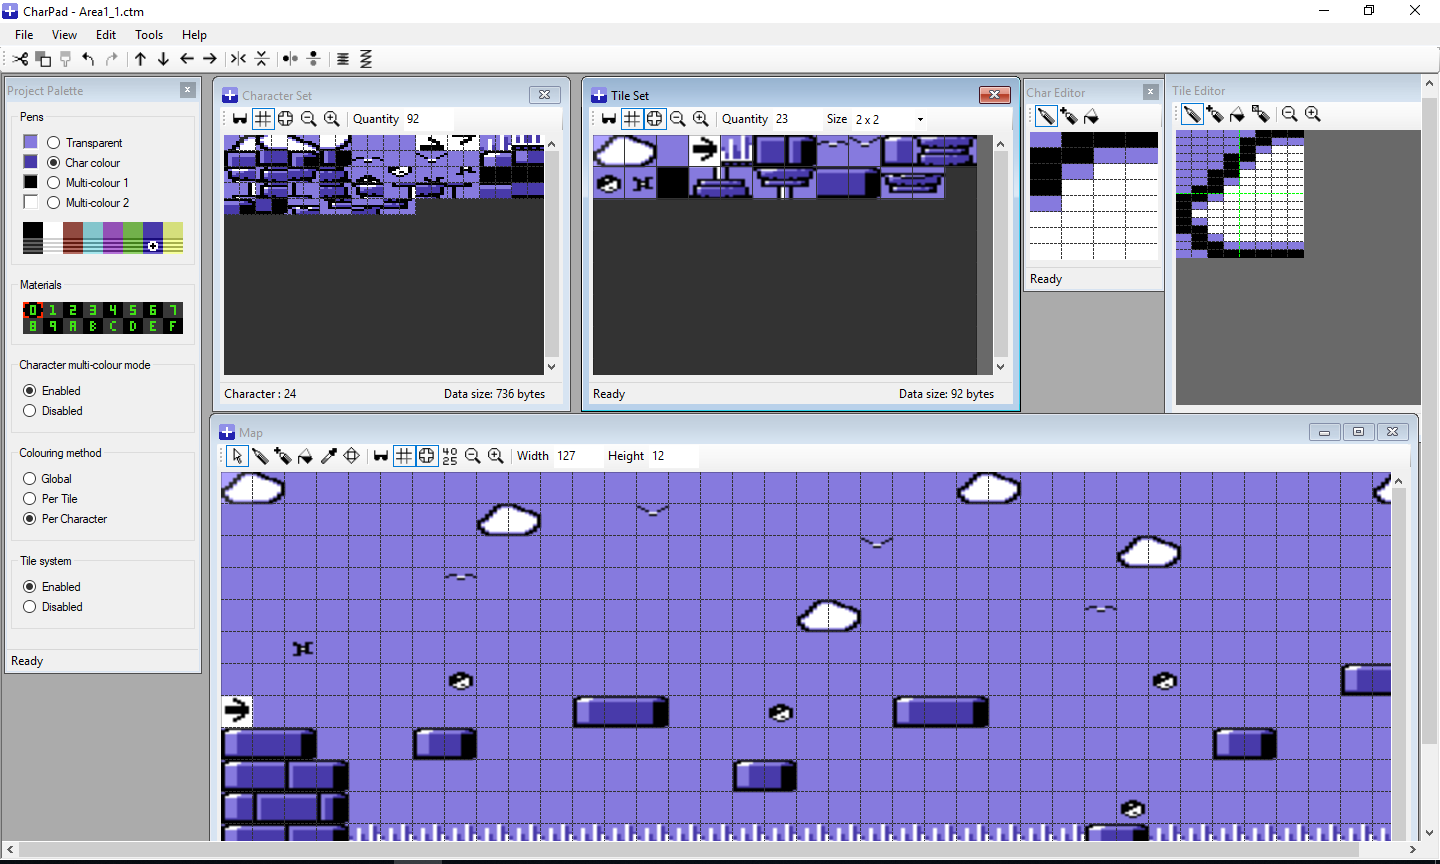 CharPad - Area1_1.ctm
File View Edit Tools Help
Project Palette
Pens
Transparent
Char colour
Multi-colour 1
Multi-colour 2
Materials
0 1 2 3 4 5 6 7
8 9 A B C D E F
Character multi-colour mode
Enabled
Disabled
Colouring method
Global
Per Tile
Per Character
Tile system
Enabled
Disabled
Ready
Character Set
Quantity 92
Character : 24 Data size: 736 bytes
Tile Set
Quantity 23 Size 2 x 2
Ready Data size: 92 bytes
Char Editor
Ready
Tile Editor
Map
40
25
Width 127 Height 12